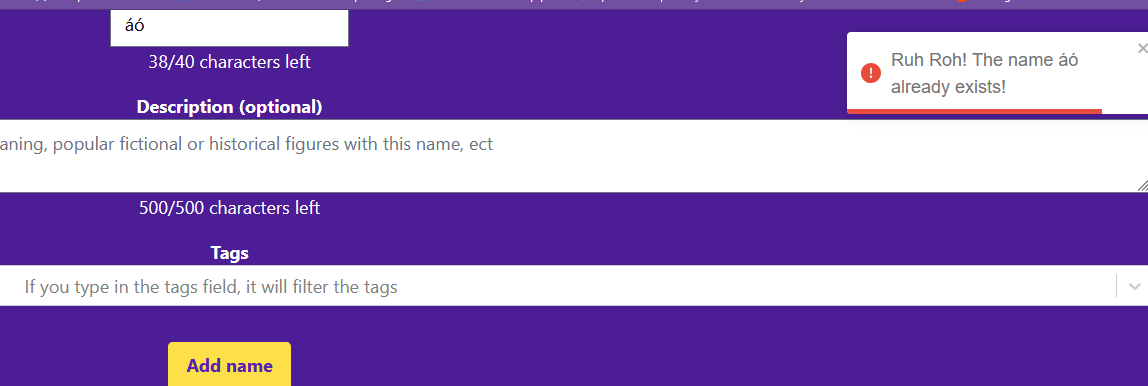 áó
38/40 characters left
Ruh Roh! The name áó
already exists!
Description (optional)
aning, popular fictional or historical figures with this name, ect
500/500 characters left
Tags
If you type in the tags field, it will filter the tags
Add name